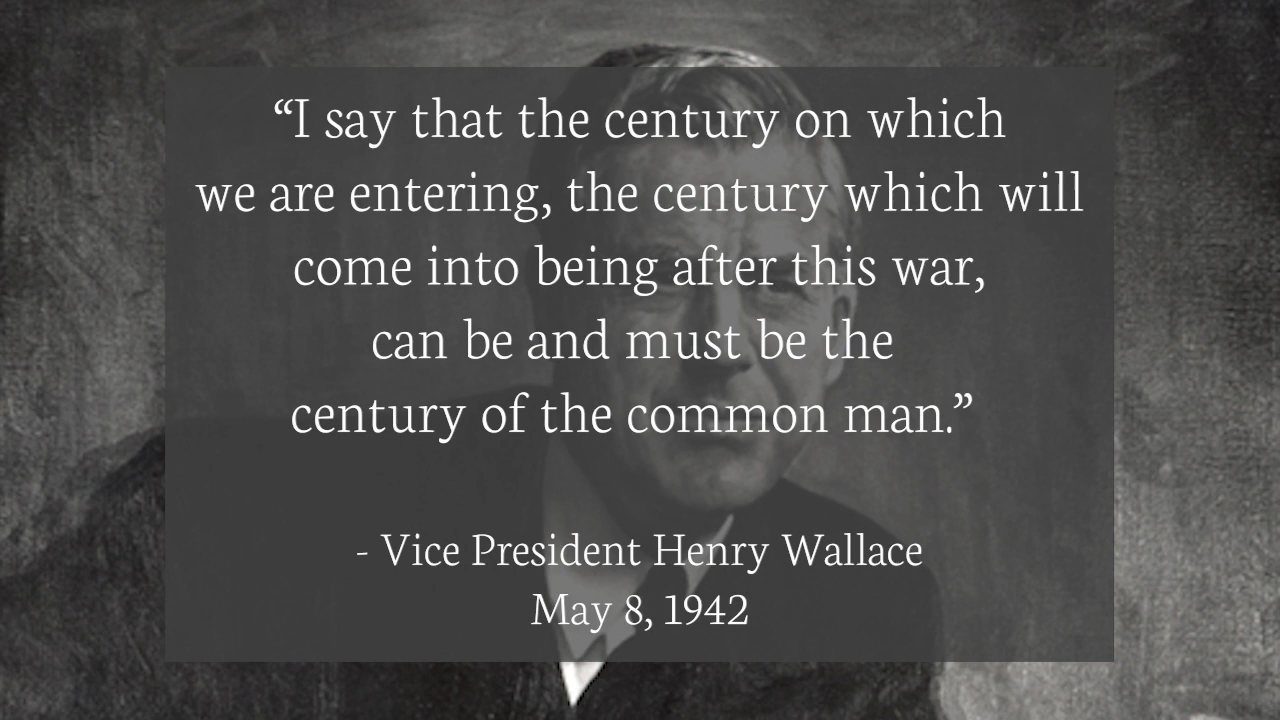 “I say that the century on which
we are entering, the century which will
come into being after this war,
can be and must be the
century of the common man.”
- Vice President Henry Wallace
May 8, 1942